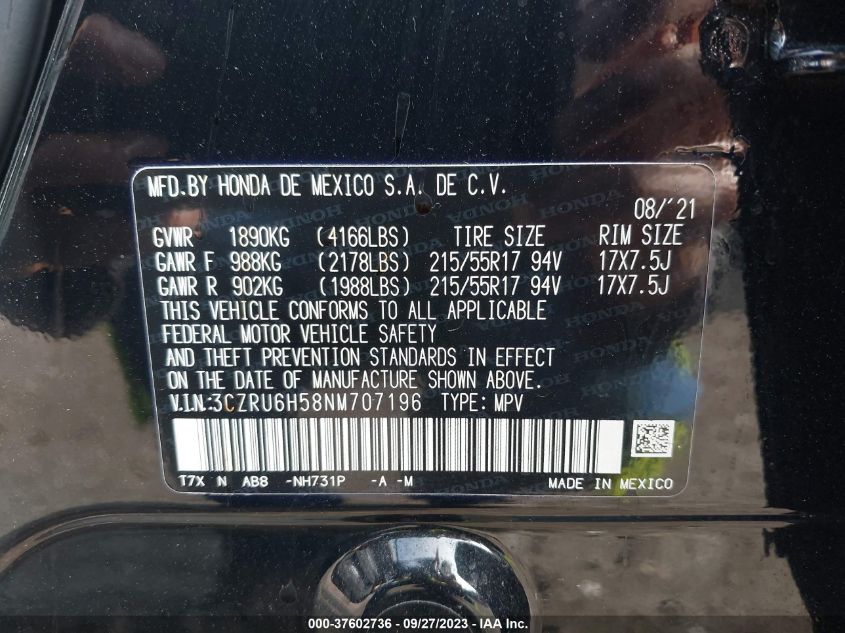 MFD.BY HONDA DE MEXICO S.A. DE C.V.
08/'21
GVWR 1890KG (4166LBS) TIRE SIZE RIM SIZE
GAWR F 988KG (2178LBS) 215/55R17 94V 17X7.5J
GAWR R 902KG (1988LBS) 215/55R17 94V 17X7.5J
THIS VEHICLE CONFORMS TO ALL APPLICABLE
FEDERAL MOTOR VEHICLE SAFETY
AND THEFT PREVENTION STANDARDS IN EFFECT
ON THE DATE OF MANUFACTURE SHOWN ABOVE.
V.I.N:3CZRU6H58NM707196 TYPE: MPV
T7X N AB8 -NH731P -A -M MADE IN MEXICO
000-37602736 - 09/27/2023 - IAA Inc.